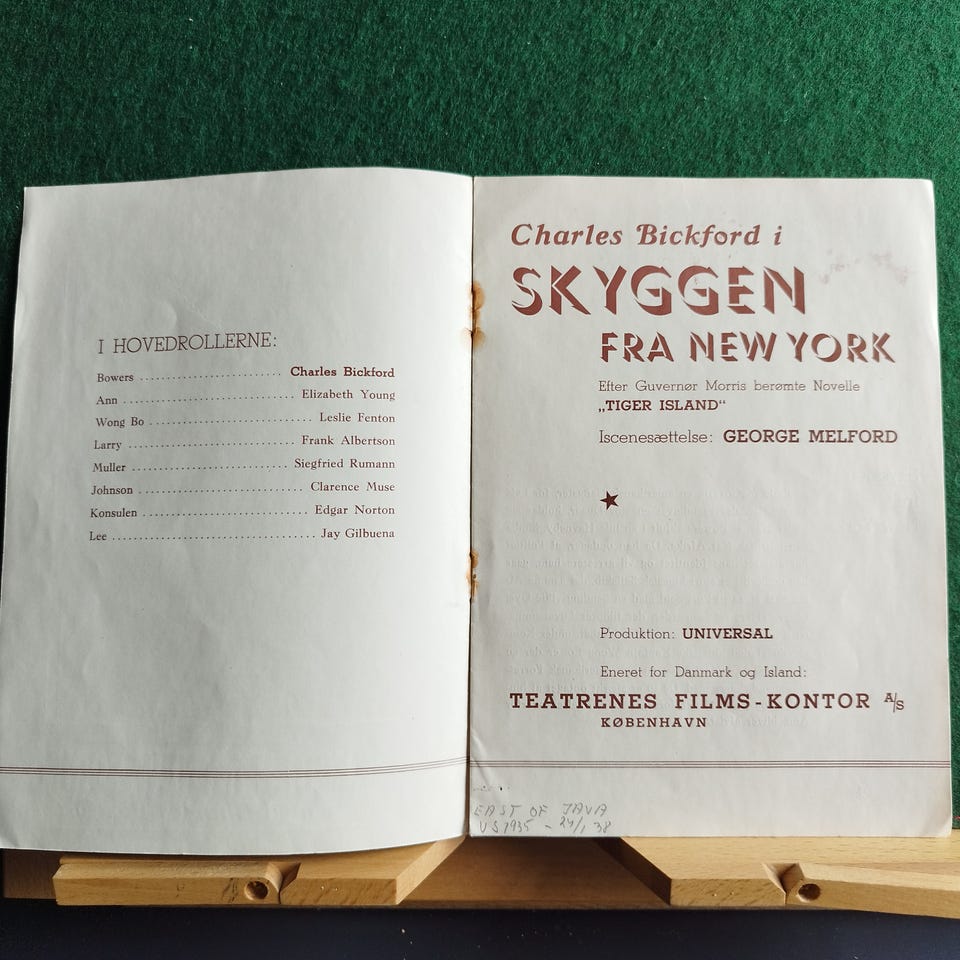 I HOVEDROLLERNE:
Bowers ........................ Charles Bickford
Ann ........................ Elizabeth Young
Wong Bo ........................ Leslie Fenton
Larry ........................ Frank Albertson
Muller ........................ Siegfried Rumann
Johnson ........................ Clarence Muse
Konsulen ........................ Edgar Norton
Lee ........................ Jay Gilbuena
Charles Bickford i
SKYGGEN
FRA NEW YORK
Efter Guvernør Morris berømte Novelle
„TIGER ISLAND“
Iscenesættelse: GEORGE MELFORD
Produktion: UNIVERSAL
Eneret for Danmark og Island:
TEATRENES FILMS-KONTOR A/S
KØBENHAVN
EAST OF JAVA
US 1935 - 24/1 38